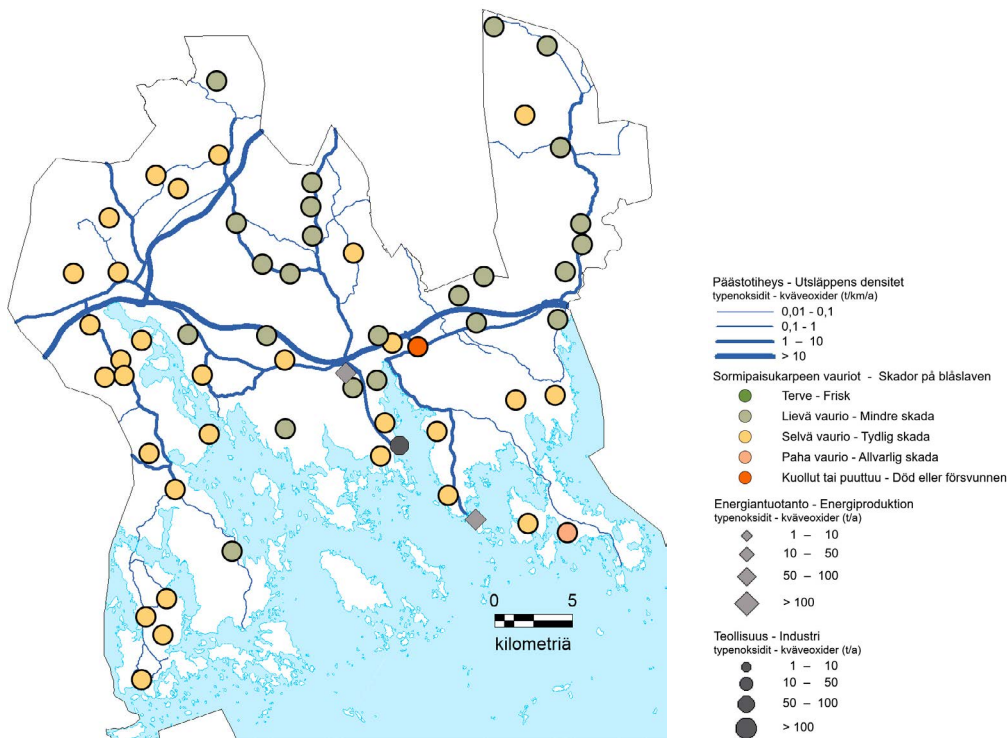 Päästötiheys - Utsläppens densitet
typenoksidit - kväveoxider (t/km/a)
0,01 - 0,1
0,1 - 1
1 – 10
> 10
Sormipaisukarpeen vauriot - Skador på blåslaven
Terve - Frisk
Lievä vaurio - Mindre skada
Selvä vaurio - Tydlig skada
Paha vaurio - Allvarlig skada
Kuollut tai puuttuu - Död eller försvunnen
Energiantuotanto - Energiproduktion
typenoksidit - kväveoxider (t/a)
1 – 10
10 – 50
50 – 100
> 100
Teollisuus - Industri
typenoksidit - kväveoxider (t/a)
1 – 10
10 – 50
50 – 100
> 100
0 5
kilometriä